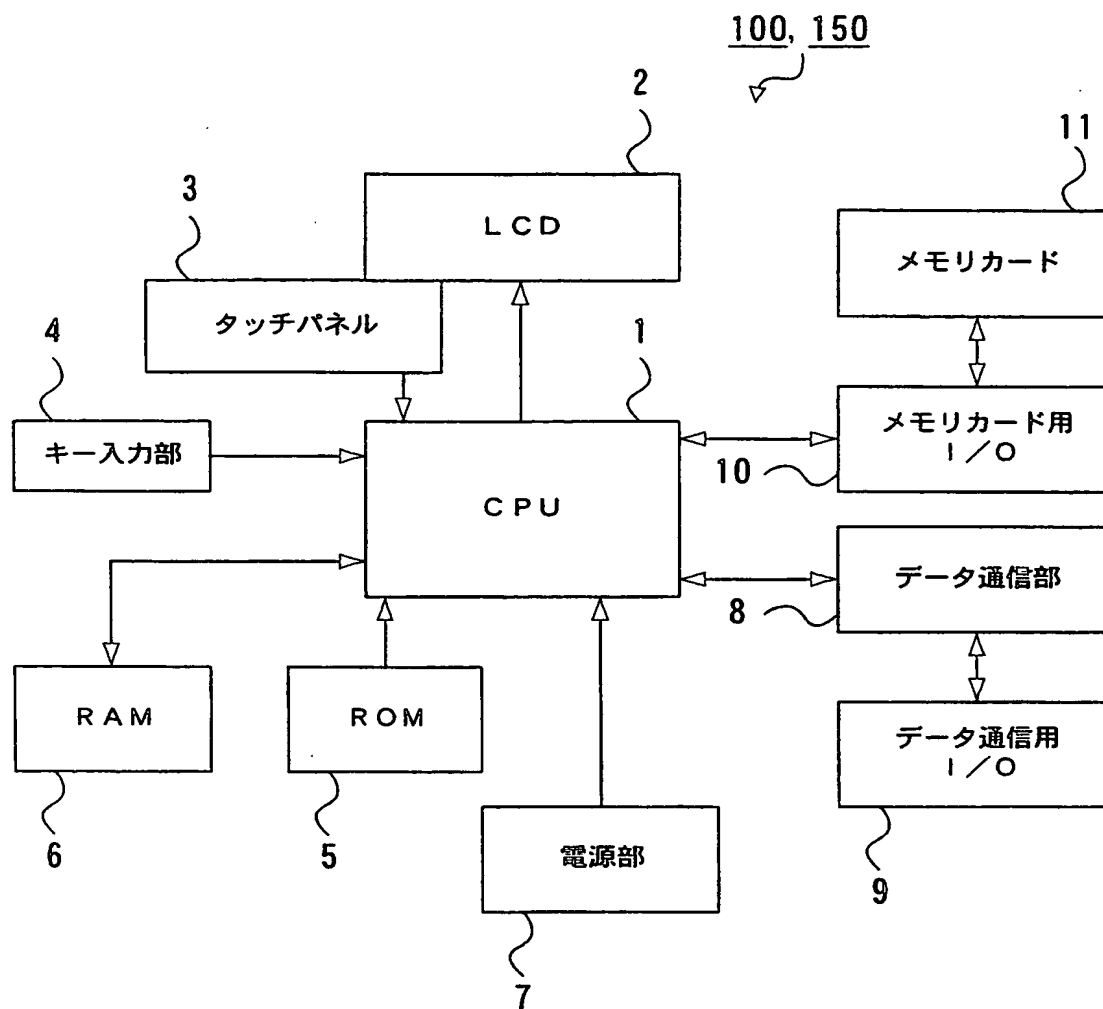 100, 150
2
11
3
LCD
メモリカード
タッチパネル
4
1
キー入力部
メモリカード用
I/O
10
CPU
データ通信部
8
RAM
ROM
データ通信用
I/O
6
5
電源部
9
7